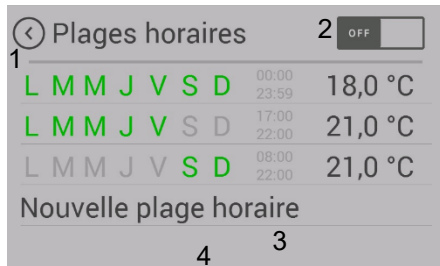 Plages horaires 2 OFF
1
L M M J V S D 00:00 23:59 18,0 °C
L M M J V S D 17:00 22:00 21,0 °C
L M M J V S D 08:00 22:00 21,0 °C
Nouvelle plage horaire
4 3